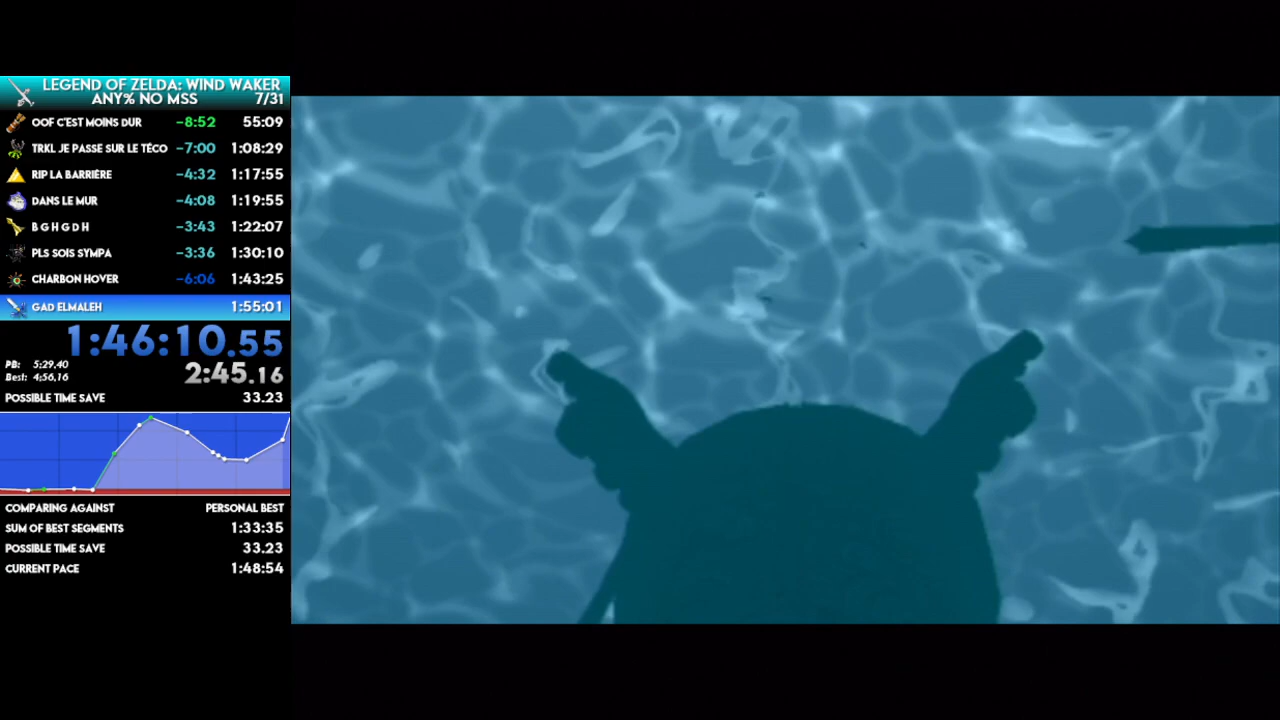 LEGEND OF ZELDA: WIND WAKER
ANY% NO MSS 7/31
OOF C'EST MOINS DUR -8:52 55:09
TRKL JE PASSE SUR LE TÉCO -7:00 1:08:29
RIP LA BARRIÈRE -4:32 1:17:55
DANS LE MUR -4:08 1:19:55
B G H G D H -3:43 1:22:07
PLS SOIS SYMPA -3:36 1:30:10
CHARBON HOVER -6:06 1:43:25
GAD ELMALEH 1:55:01
1:46:10.55
PB: 5:29.40
2:45.16
Best: 4:56.16
POSSIBLE TIME SAVE 33.23
COMPARING AGAINST PERSONAL BEST
SUM OF BEST SEGMENTS 1:33:35
POSSIBLE TIME SAVE 33.23
CURRENT PACE 1:48:54